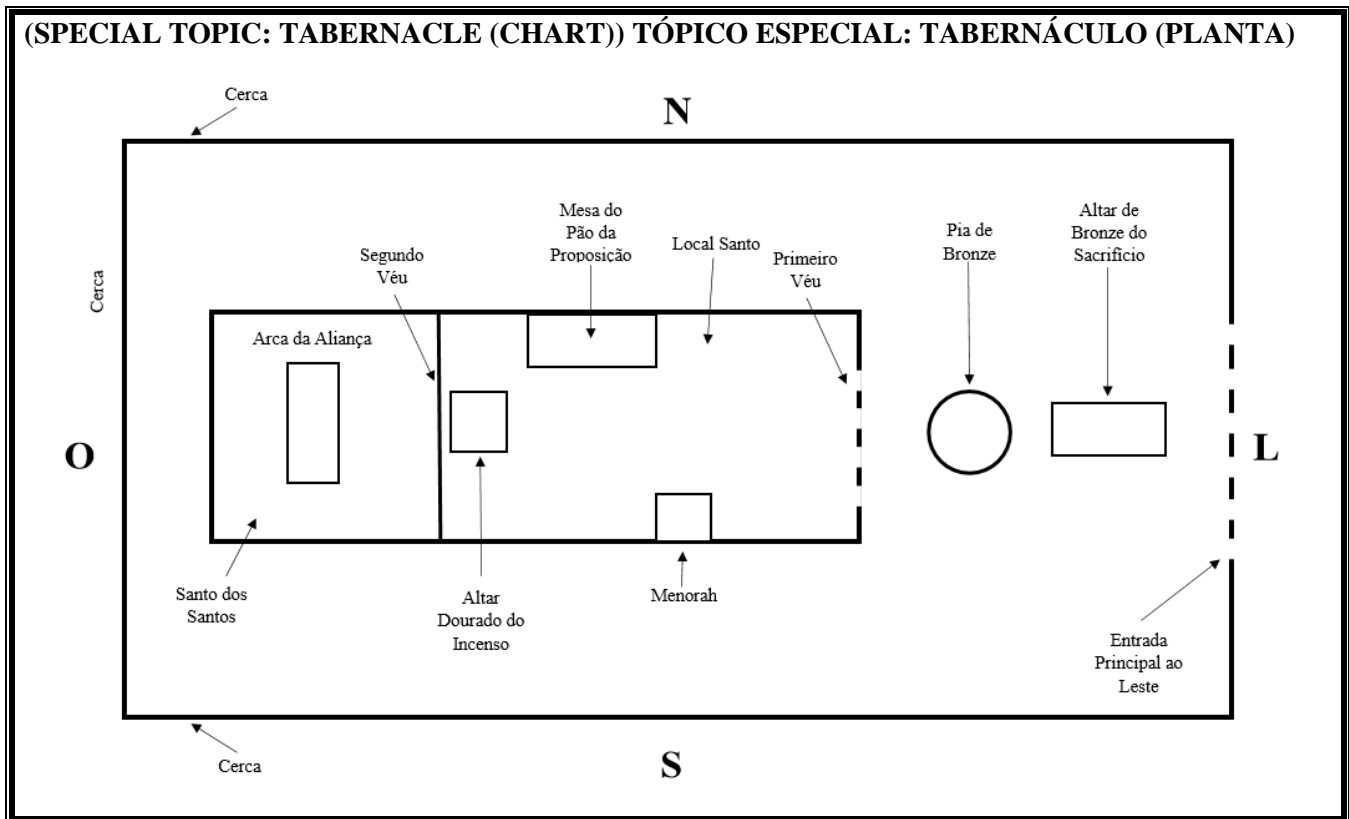 (SPECIAL TOPIC: TABERNACLE (CHART)) TÓPICO ESPECIAL: TABERNÁCULO (PLANTA)
Cerca
N
Cerca
Segundo
Véu
Mesa do
Pão da
Proposição
Local Santo
Primeiro
Véu
Pia de
Bronze
Altar de
Bronze do
Sacrifício
Arca da Aliança
O
L
Santo dos
Santos
Altar
Dourado do
Incenso
Menorah
Entrada
Principal ao
Leste
Cerca
S